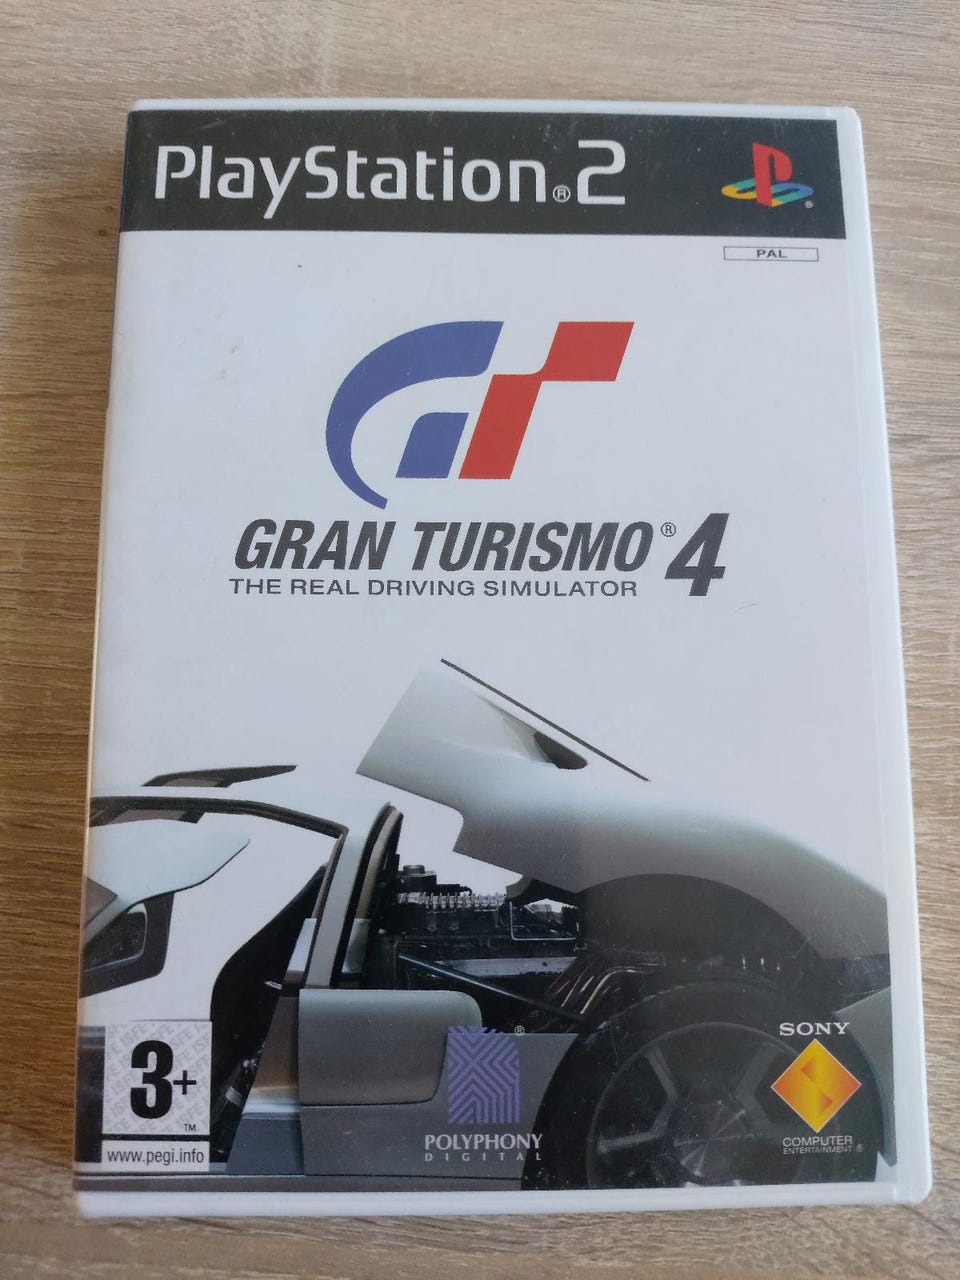 PlayStation®2
®
PAL
GRAN TURISMO® 4
THE REAL DRIVING SIMULATOR
3+
TM
www.pegi.info
®
POLYPHONY
DIGITAL
SONY
COMPUTER
ENTERTAINMENT ®